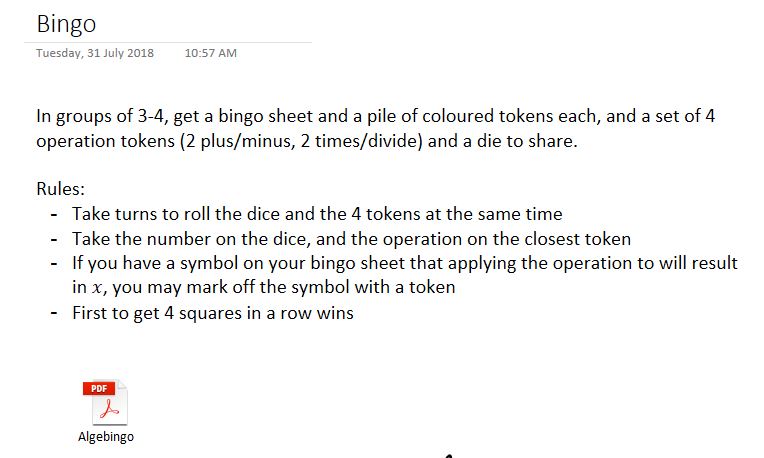 Bingo
Tuesday, 31 July 2018 10:57 AM
In groups of 3-4, get a bingo sheet and a pile of coloured tokens each, and a set of 4
operation tokens (2 plus/minus, 2 times/divide) and a die to share.
Rules:
- Take turns to roll the dice and the 4 tokens at the same time
- Take the number on the dice, and the operation on the closest token
- If you have a symbol on your bingo sheet that applying the operation to will result
in x, you may mark off the symbol with a token
- First to get 4 squares in a row wins
PDF
Algebingo